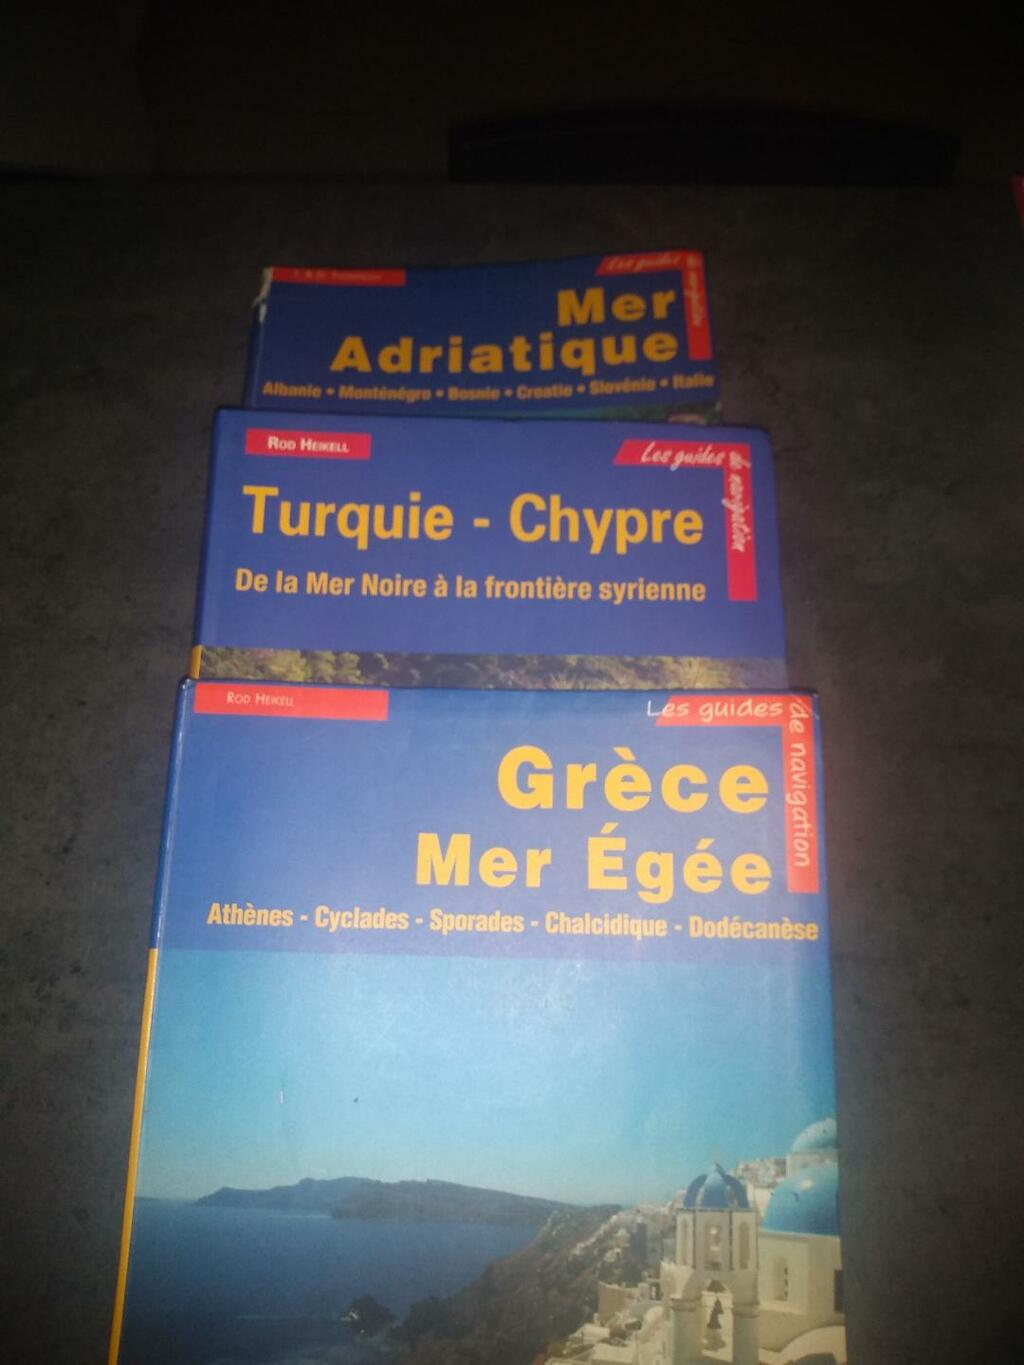 Les guides
Mer
Adriatique
Albanie • Monténégro • Bosnie • Croatie • Slovénie • Italie
ROD HEIKELL
Les guides de navigation
Turquie - Chypre
De la Mer Noire à la frontière syrienne
ROD HEIKELL
Les guides de navigation
Grèce
Mer Égée
Athènes - Cyclades - Sporades - Chalcidique - Dodécanèse